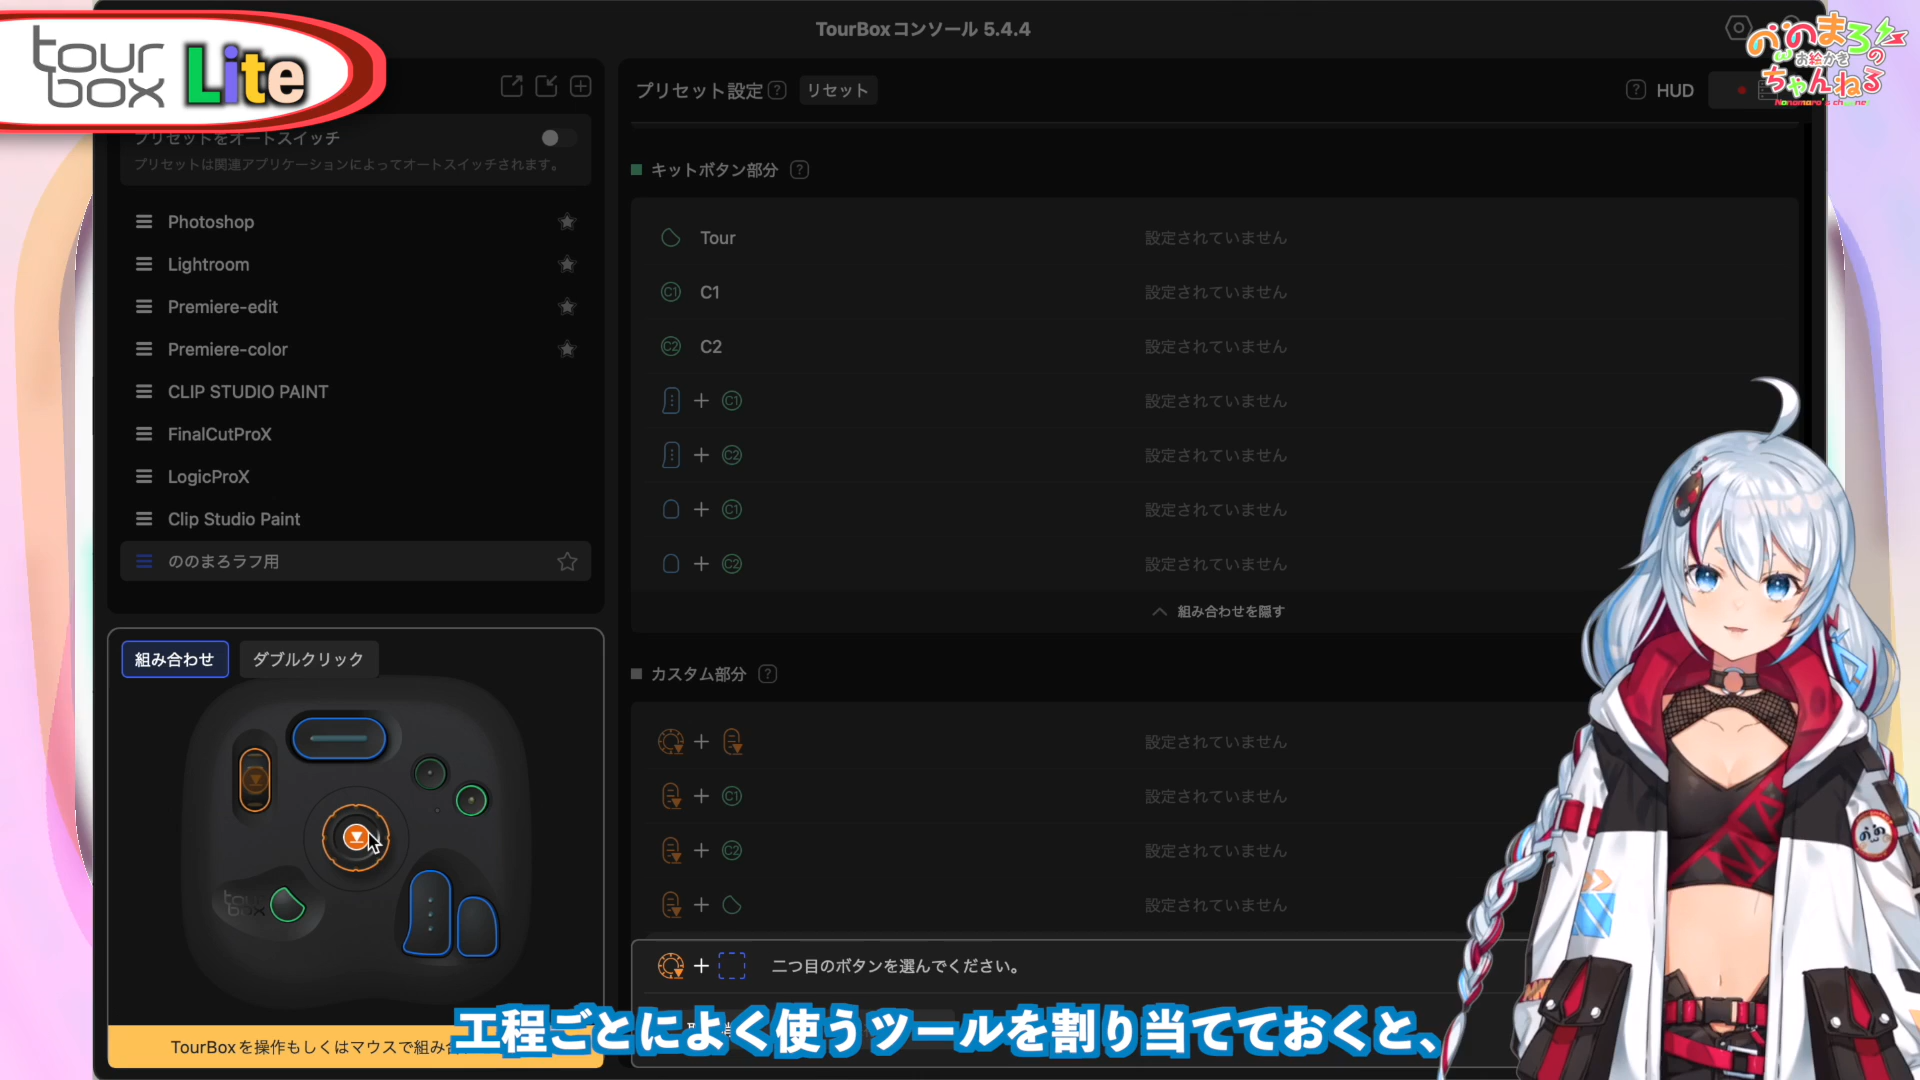 TourBoxコンソール 5.4.4
tour
box
Lite
ののまろの
お絵かき
ちゃんねる
プリセット設定
?
リセット
?
HUD
プリセットをオートスイッチ
プリセットは関連アプリケーションによってオートスイッチされます。
Photoshop
Lightroom
Premiere-edit
Premiere-color
CLIP STUDIO PAINT
FinalCutProX
LogicProX
Clip Studio Paint
ののまろラフ用
キットボタン部分
?
Tour
設定されていません
C1
C1
設定されていません
C2
C2
設定されていません
+ C1
設定されていません
+ C2
設定されていません
+ C1
設定されていません
+ C2
設定されていません
組み合わせを隠す
カスタム部分
?
+
設定されていません
+ C1
設定されていません
+ C2
設定されていません
+
設定されていません
+
二つ目のボタンを選んでください。
組み合わせ
ダブルクリック
tour
box
TourBoxを操作もしくはマウスで組み
工程ごとによく使うツールを割り当てておくと、